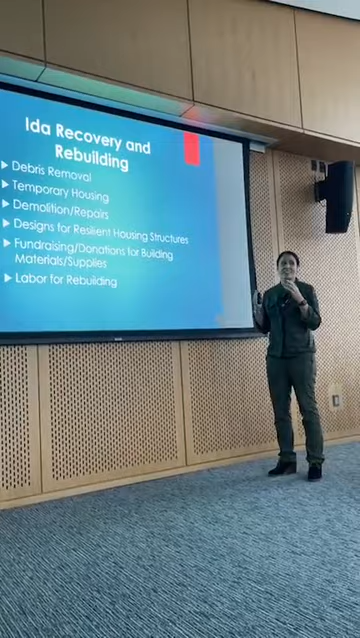 Ida Recovery and
Rebuilding
Debris Removal
Temporary Housing
Demolition/Repairs
Designs for Resilient Housing Structures
Fundraising/Donations for Building
Materials/Supplies
Labor for Rebuilding